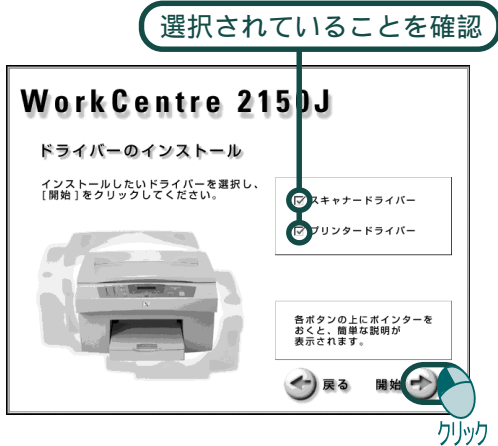 選択されていることを確認
WorkCentre 2150J
ドライバーのインストール
インストールしたいドライバーを選択し、
[開始]をクリックしてください。
スキャナードライバー
プリンタードライバー
各ボタンの上にポインターを
おくと、簡単な説明が
表示されます。
戻る
開始
クリック